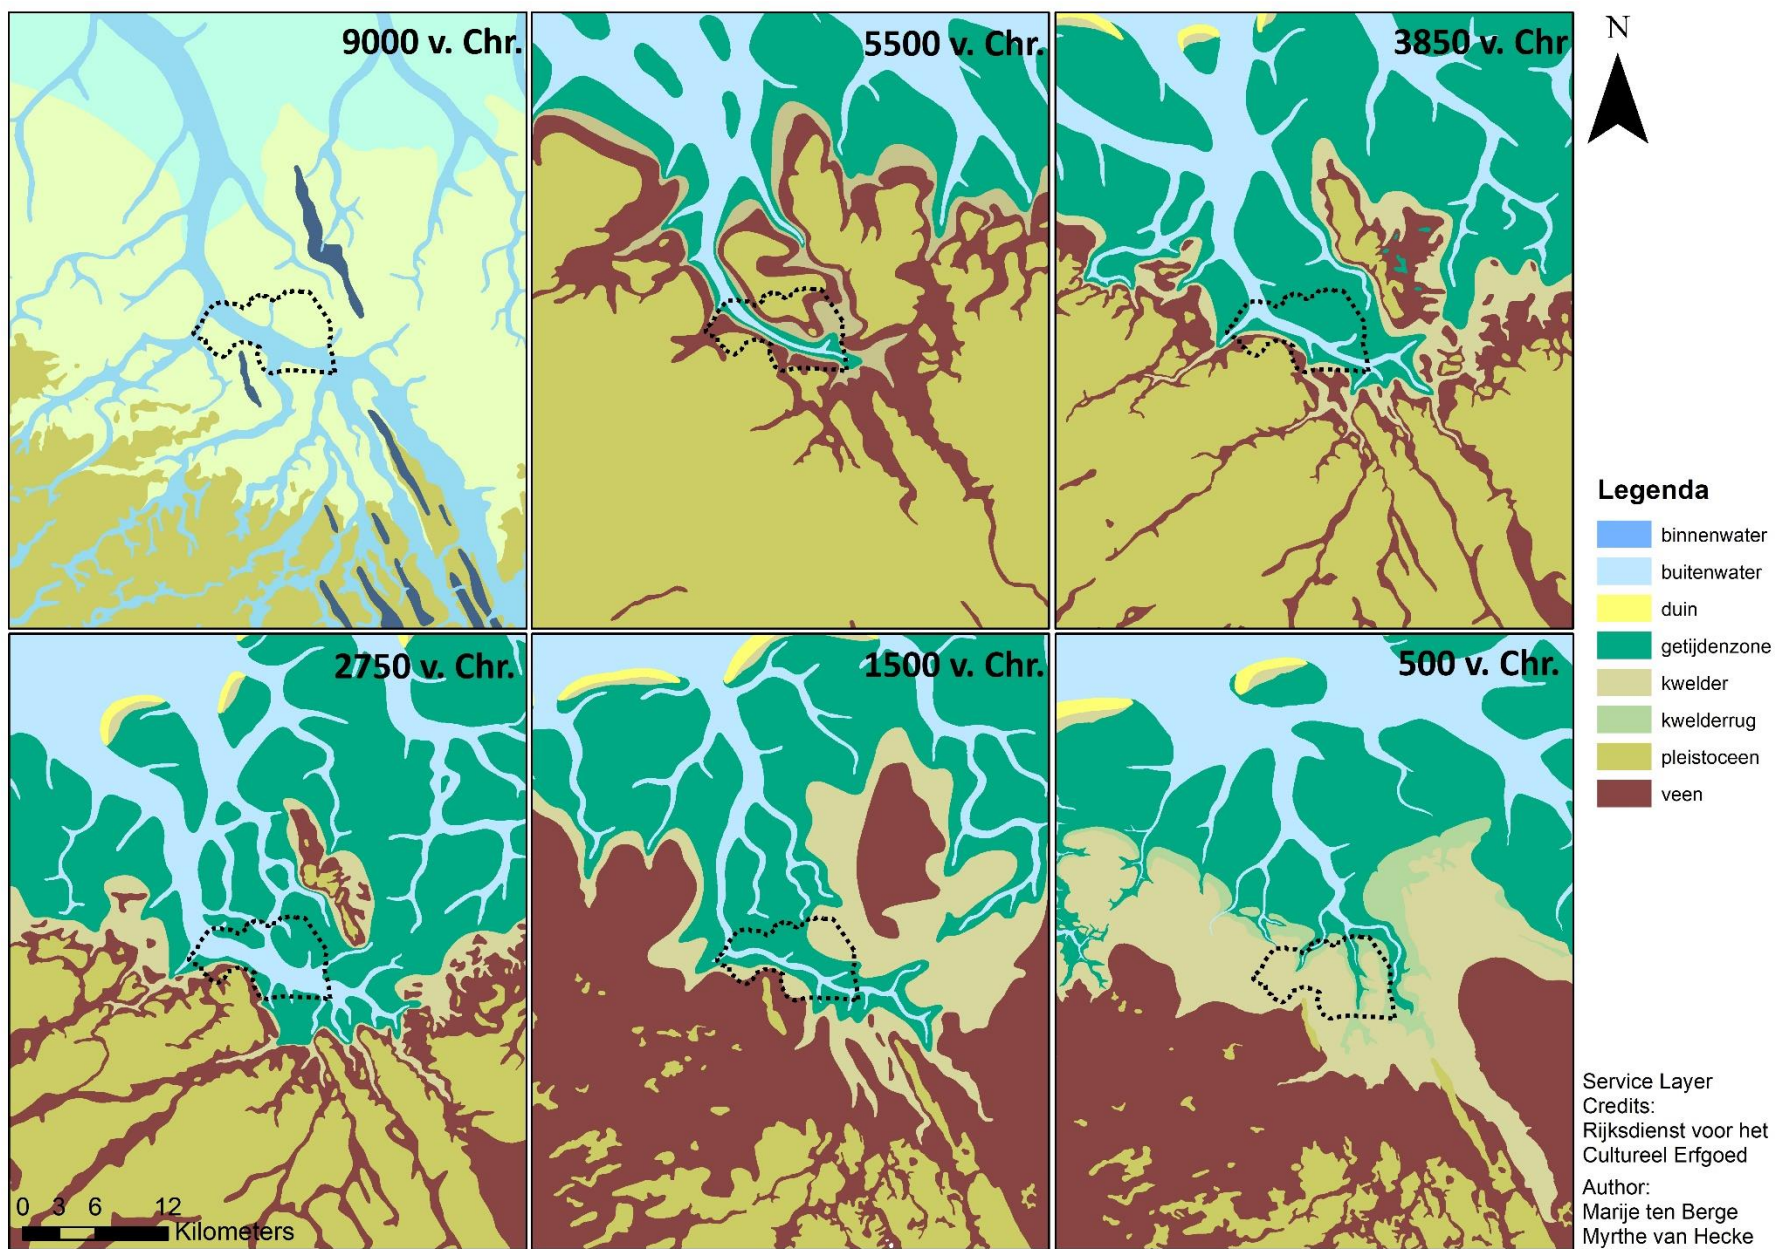 9000 v. Chr.
5500 v. Chr.
3850 v. Chr
N
2750 v. Chr.
1500 v. Chr.
500 v. Chr.
Legenda
binnenwater
buitenwater
duin
getijdenzone
kwelder
kwelderrug
pleistoceen
veen
0 3 6 12
Kilometers
Service Layer
Credits:
Rijksdienst voor het
Cultureel Erfgoed
Author:
Marije ten Berge
Myrthe van Hecke